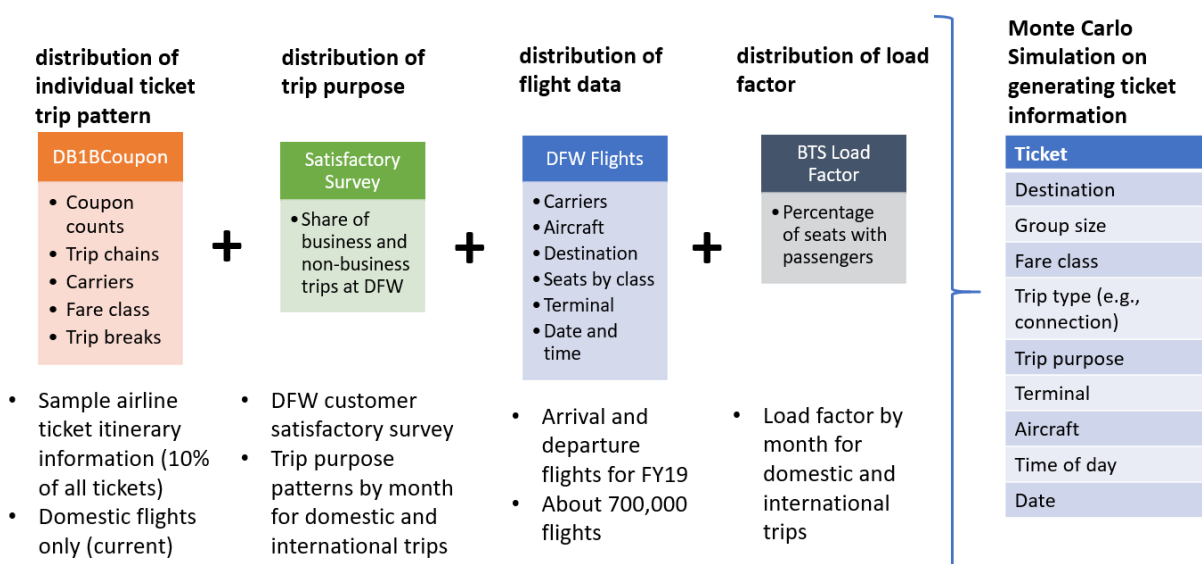 distribution of
individual ticket
trip pattern
DB1BCoupon
• Coupon
counts
• Trip chains
• Carriers
• Fare class
• Trip breaks
• Sample airline
ticket itinerary
information (10%
of all tickets)
• Domestic flights
only (current)
+
distribution of
trip purpose
Satisfactory
Survey
• Share of
business and
non-business
trips at DFW
• DFW customer
satisfactory survey
• Trip purpose
patterns by month
for domestic and
international trips
+
distribution of
flight data
DFW Flights
• Carriers
• Aircraft
• Destination
• Seats by class
• Terminal
• Date and
time
• Arrival and
departure
flights for FY19
• About 700,000
flights
+
distribution of load
factor
BTS Load
Factor
• Percentage
of seats with
passengers
• Load factor by
month for
domestic and
international
trips
Monte Carlo
Simulation on
generating ticket
information
Ticket
Destination
Group size
Fare class
Trip type (e.g.,
connection)
Trip purpose
Terminal
Aircraft
Time of day
Date